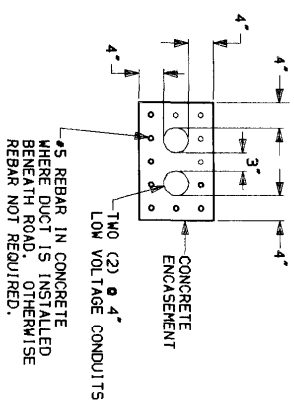 4"
4"
4"
3"
4"
CONCRETE
ENCASEMENT
TWO (2) @ 4"
LOW VOLTAGE CONDUITS
#5 REBAR IN CONCRETE
WHERE DUCT IS INSTALLED
BENEATH ROAD. OTHERWISE
REBAR NOT REQUIRED.